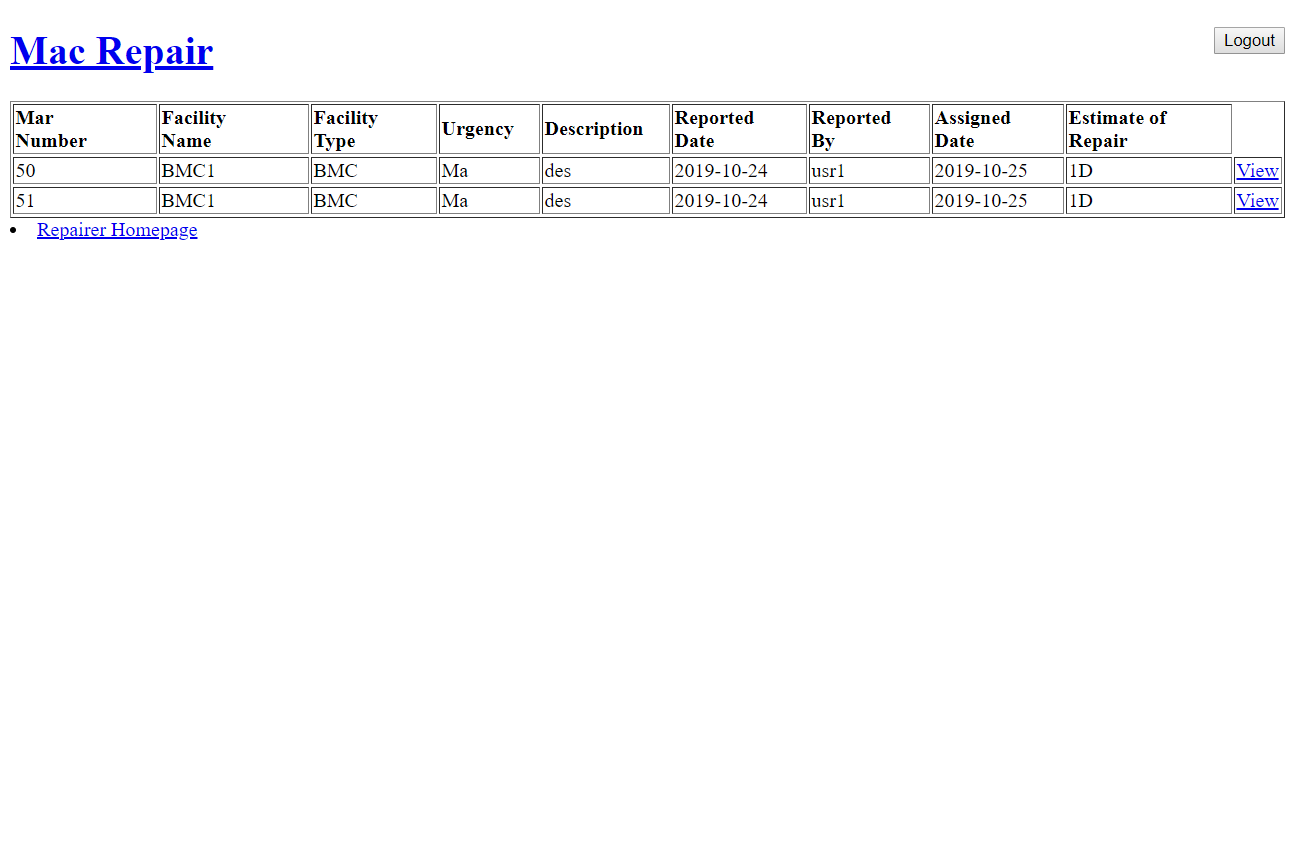 Mac Repair
Logout
Mar Number Facility Name Facility Type Urgency Description Reported Date Reported By Assigned Date Estimate of Repair
50 BMC1 BMC Ma des 2019-10-24 usr1 2019-10-25 1D View
51 BMC1 BMC Ma des 2019-10-24 usr1 2019-10-25 1D View
Repairer Homepage